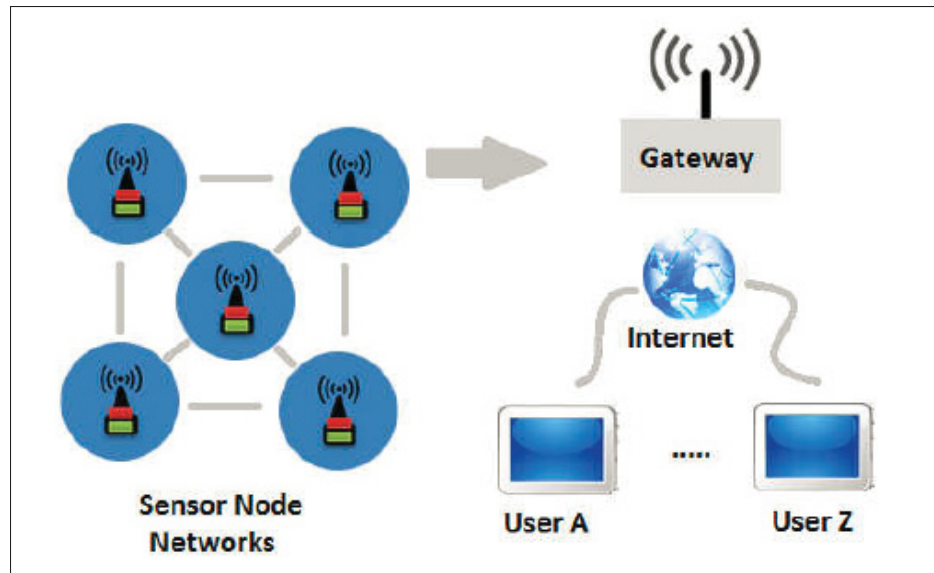 Gateway
Internet
Sensor Node
Networks
User A
.....
User Z